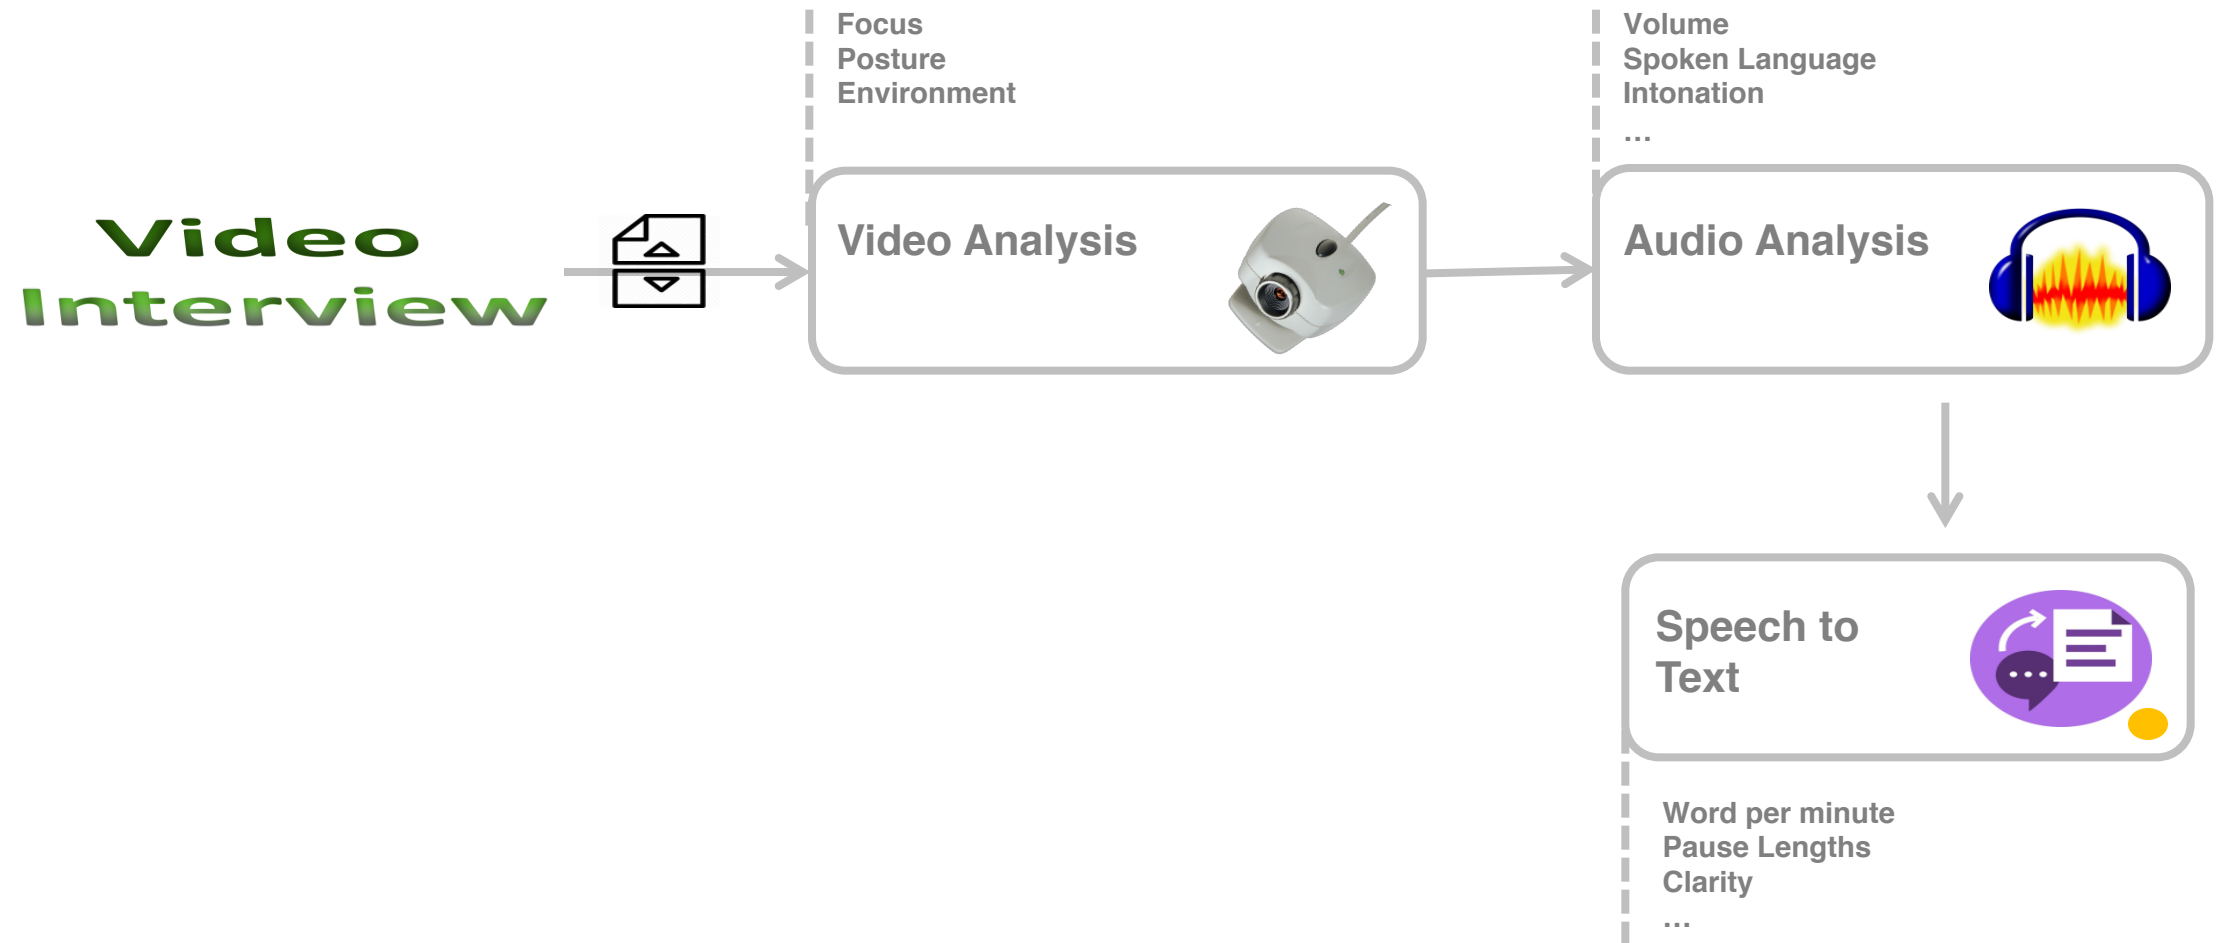 Focus
Posture
Environment
Volume
Spoken Language
Intonation
...
Video
Interview
Video Analysis
Audio Analysis
Speech to
Text
Word per minute
Pause Lengths
Clarity
...